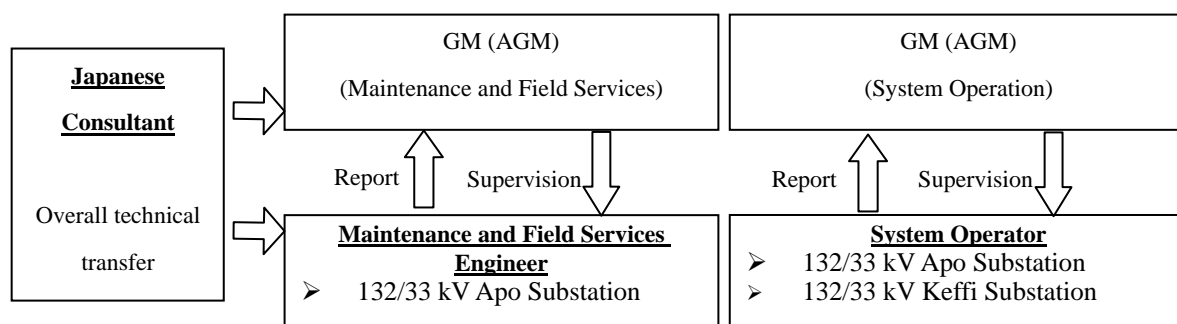 Japanese
Consultant
Overall technical
transfer
GM (AGM)
(Maintenance and Field Services)
Report
Supervision
Maintenance and Field Services
Engineer
➢ 132/33 kV Apo Substation
GM (AGM)
(System Operation)
Report
Supervision
System Operator
➢ 132/33 kV Apo Substation
➢ 132/33 kV Keffi Substation